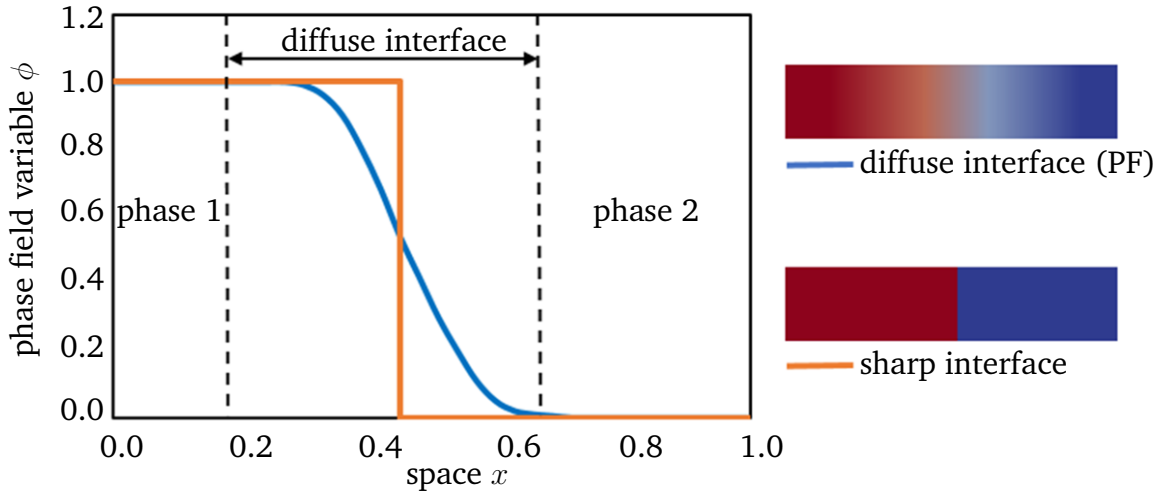 phase field variable ϕ
1.2
1.0
0.8
0.6
0.4
0.2
0.0
diffuse interface
phase 1
phase 2
0.0 0.2 0.4 0.6 0.8 1.0
space x
diffuse interface (PF)
sharp interface